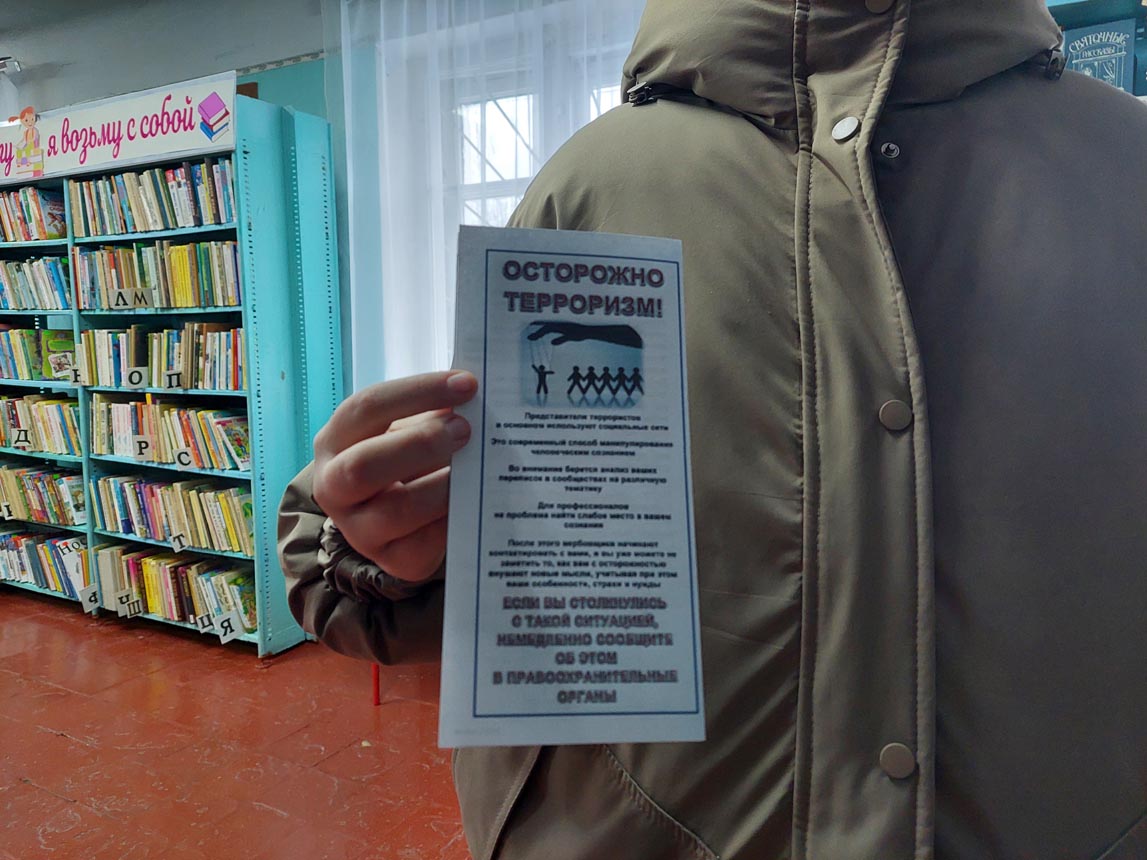 я возьму с собой
СВЯТОЧНЫЕ
РАССКАЗЫ
ОСТОРОЖНО
ТЕРРОРИЗМ!
Представители террористов
в основном используют социальные сети
Это современный способ манипулирования
человеческим сознанием
Во внимание берется анализ ваших
переписок в сообществах на различную
тематику
Для профессионалов
не проблема найти слабое место в вашем
сознании
После этого вербовщики начинают
контактировать с вами, и вы уже можете не
заметить то, как вам с осторожностью
внушают новые мысли, учитывая при этом
ваши особенности, страхи и нужды
ЕСЛИ ВЫ СТОЛКНУЛИСЬ
С ТАКОЙ СИТУАЦИЕЙ,
НЕМЕДЛЕННО СООБЩИТЕ
ОБ ЭТОМ
В ПРАВООХРАНИТЕЛЬНЫЕ
ОРГАНЫ
Л М
Н О П
Д Р С
Т
Ч Ш Ц Я